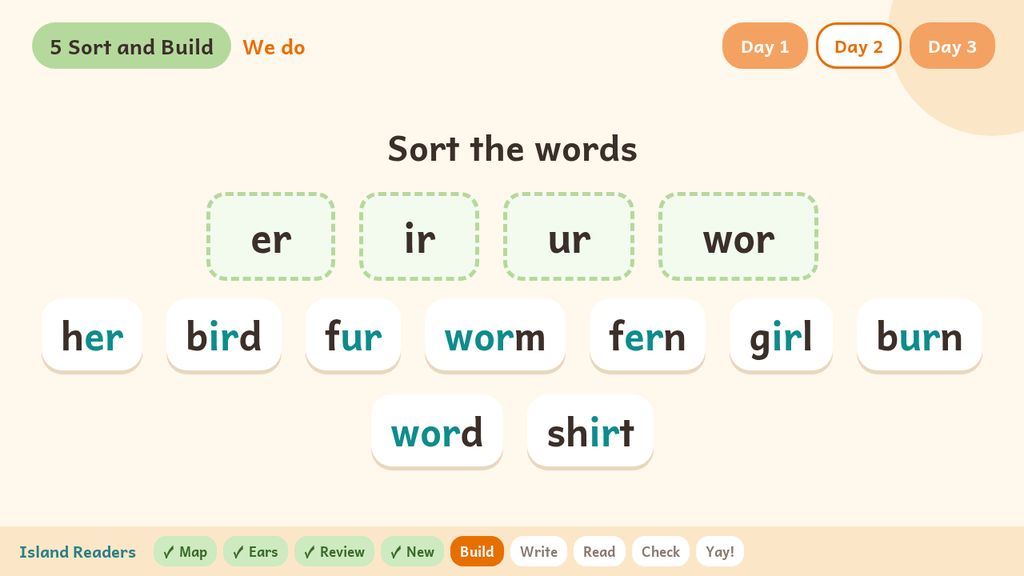 5 Sort and Build We do Day 1 Day 2 Day 3
Sort the words
er ir ur wor
her bird fur worm fern girl burn
word shirt
Island Readers ✓ Map ✓ Ears ✓ Review ✓ New Build Write Read Check Yay!